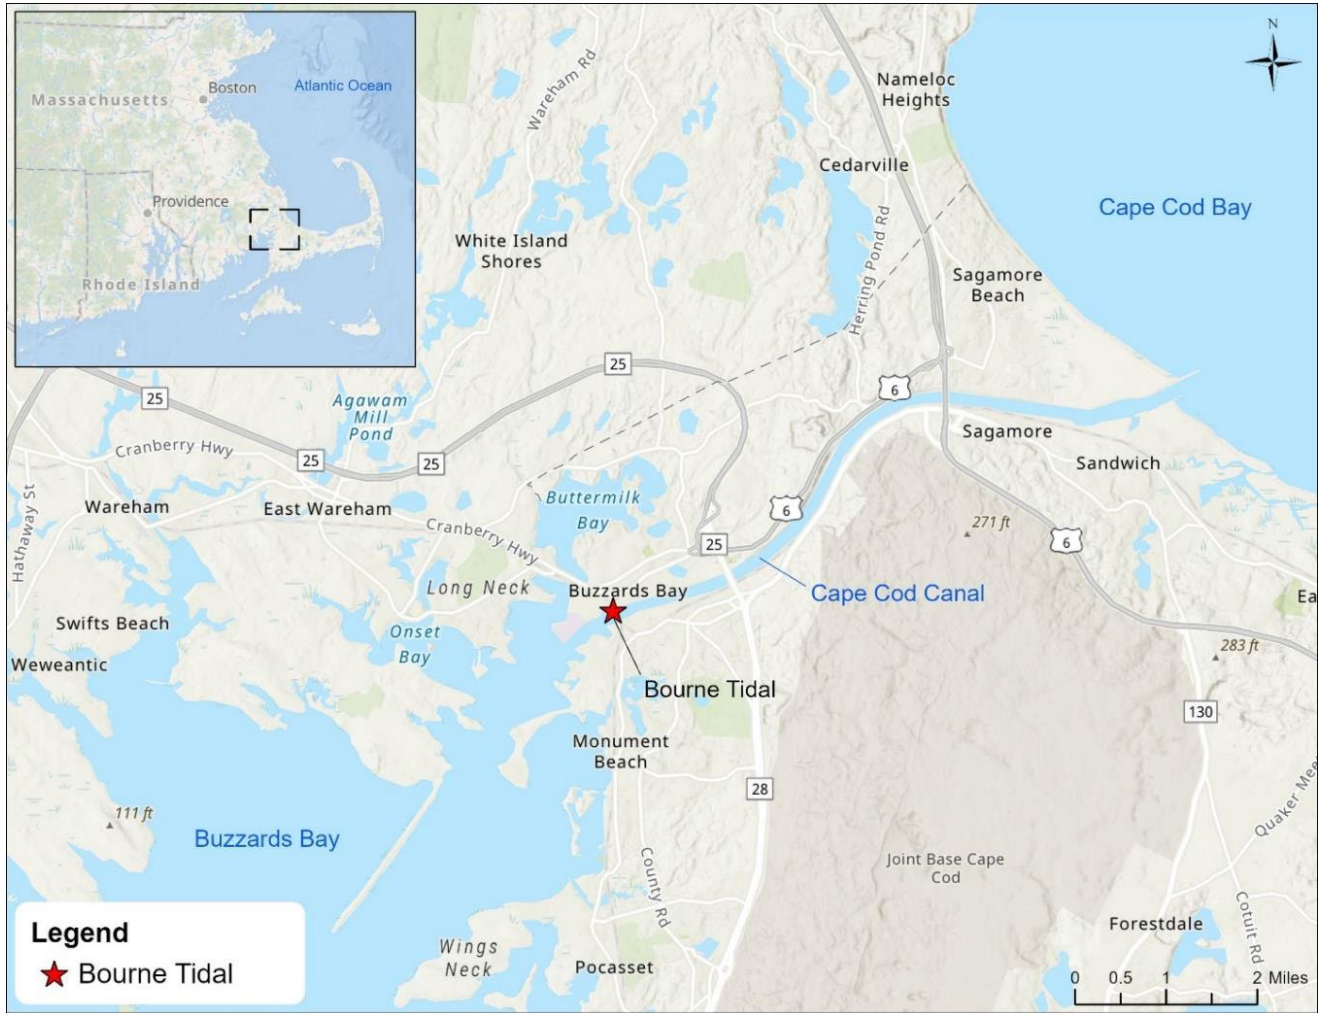 Massachusetts
Boston
Atlantic Ocean
Providence
Rhode Island
N
Nameloc
Heights
Wareham Rd
Cedarville
Cape Cod Bay
White Island
Shores
Herring Pond Rd
Sagamore
Beach
25
25
6
Agawam
Mill
Pond
Cranberry Hwy
25
25
Sagamore
Sandwich
Hathaway St
Wareham
East Wareham
Buttermilk
Bay
6
271 ft
6
Cranberry Hwy
25
Long Neck
Buzzards Bay
Cape Cod Canal
Ea
Swifts Beach
Onset
Bay
Weweantic
283 ft
Bourne Tidal
130
Monument
Beach
28
111 ft
Buzzards Bay
Quaker Mee
County Rd
Joint Base Cape
Cod
Cotuit Rd
Forestdale
Wings
Neck
Pocasset
Legend
Bourne Tidal
0 0.5 1 2 Miles